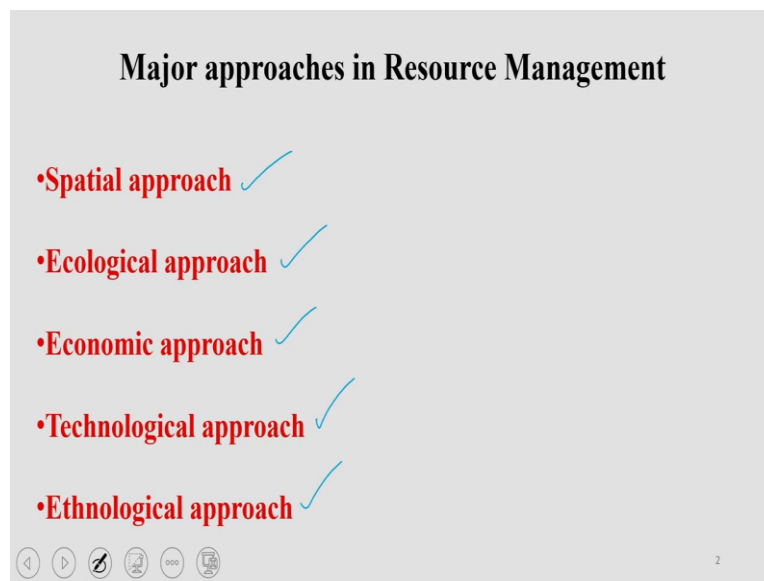 Major approaches in Resource Management
•Spatial approach
•Ecological approach
•Economic approach
•Technological approach
•Ethnological approach
2